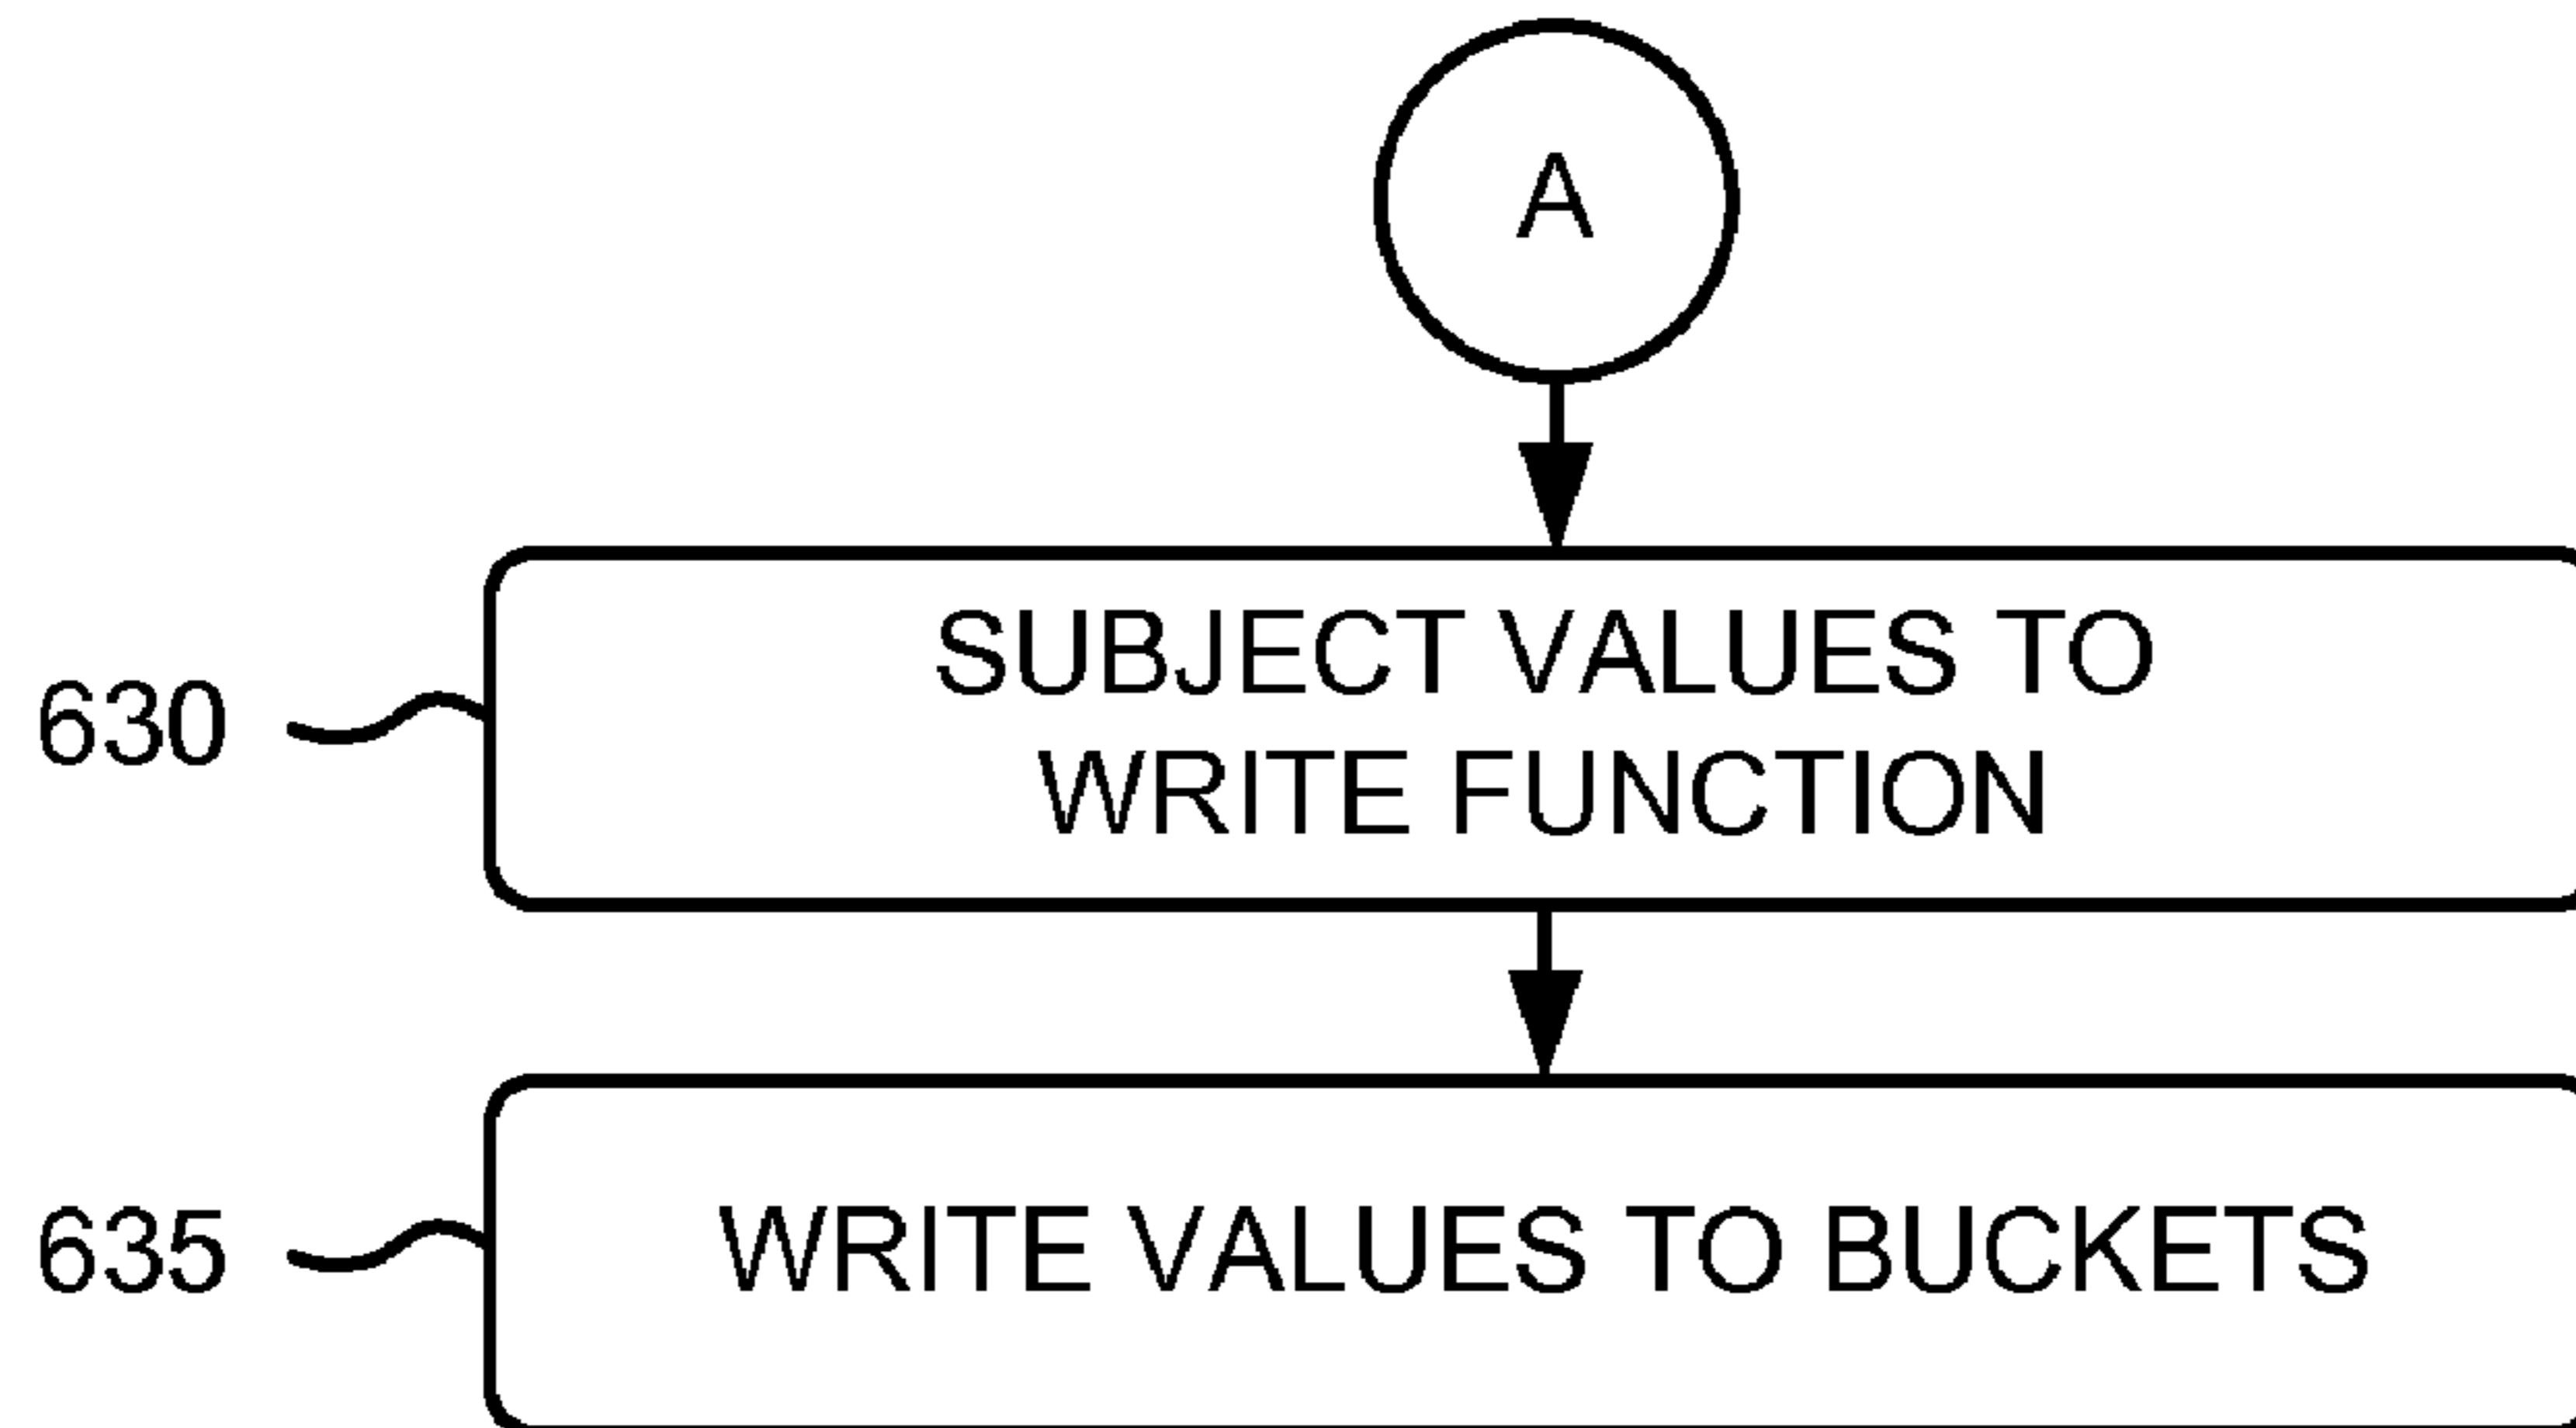 A
630
SUBJECT VALUES TO
WRITE FUNCTION
635
WRITE VALUES TO BUCKETS